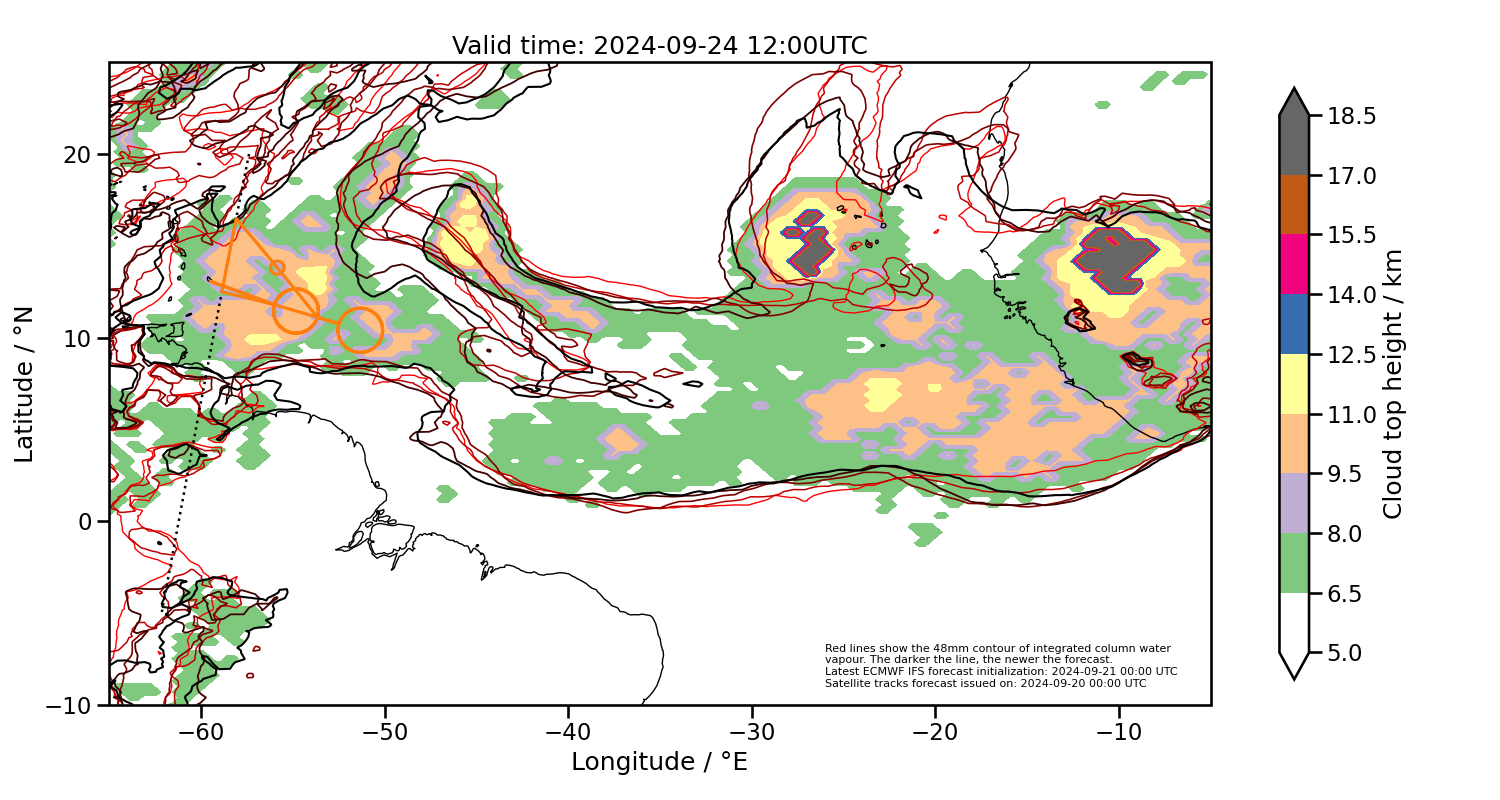 Valid time: 2024-09-24 12:00UTC
20
10
0
−10
Latitude / °N
−60
−50
−40
−30
−20
−10
Longitude / °E
Red lines show the 48mm contour of integrated column water
vapour. The darker the line, the newer the forecast.
Latest ECMWF IFS forecast initialization: 2024-09-21 00:00 UTC
Satellite tracks forecast issued on: 2024-09-20 00:00 UTC
18.5
17.0
15.5
14.0
12.5
11.0
9.5
8.0
6.5
5.0
Cloud top height / km